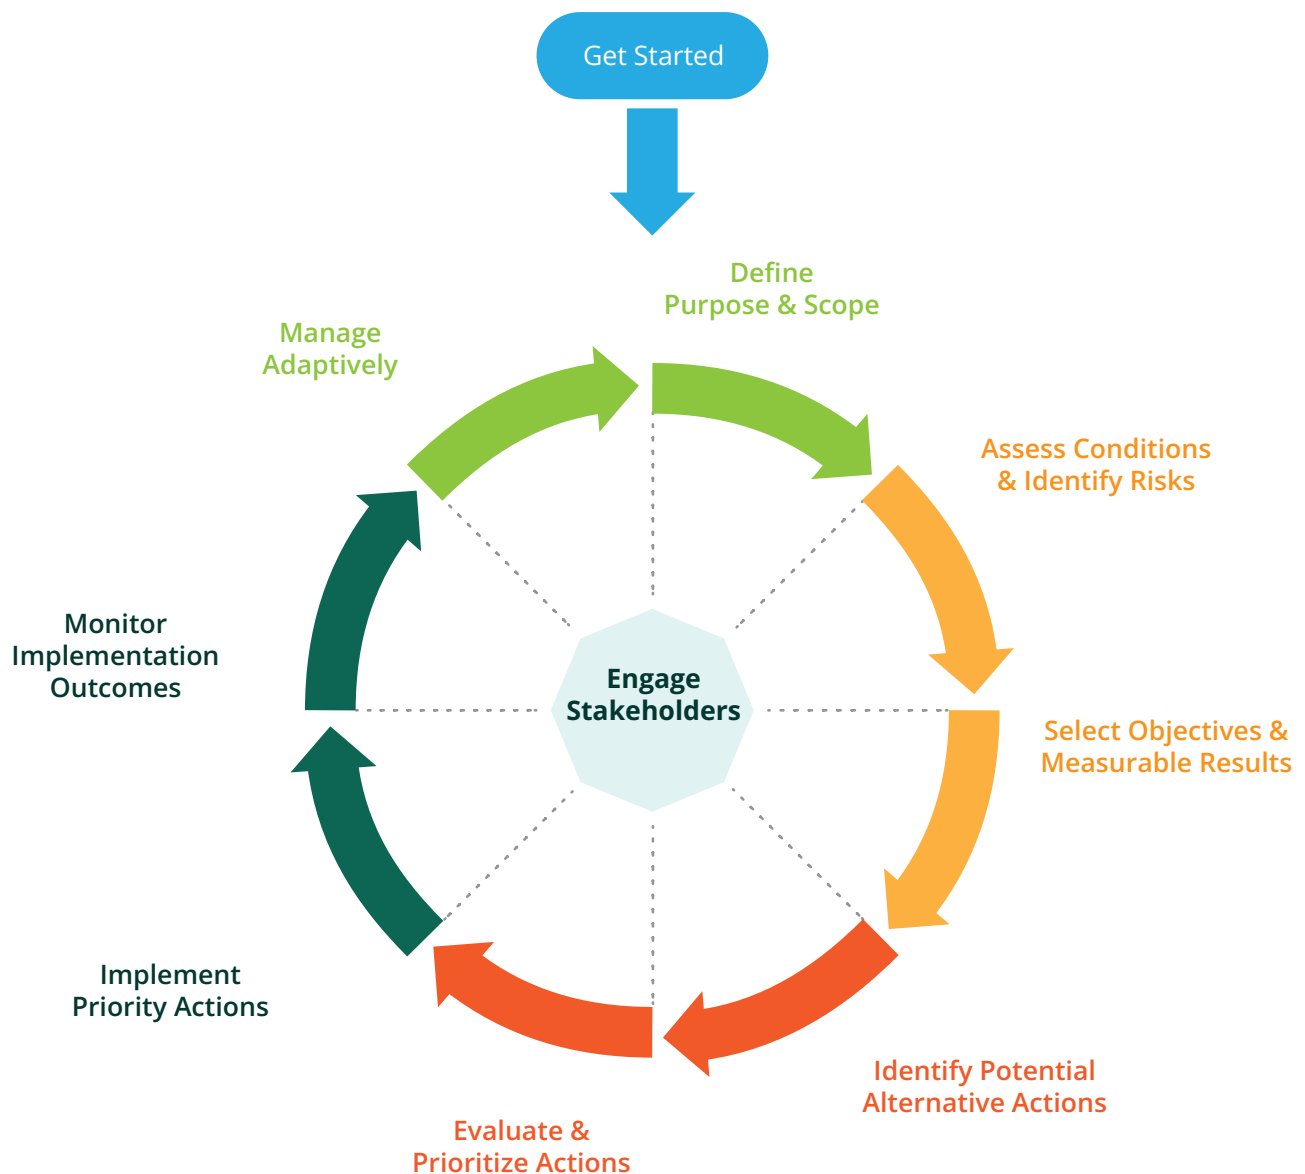 Get Started
Define
Purpose & Scope
Manage
Adaptively
Assess Conditions
& Identify Risks
Monitor
Implementation
Outcomes
Engage
Stakeholders
Select Objectives &
Measurable Results
Implement
Priority Actions
Identify Potential
Alternative Actions
Evaluate &
Prioritize Actions